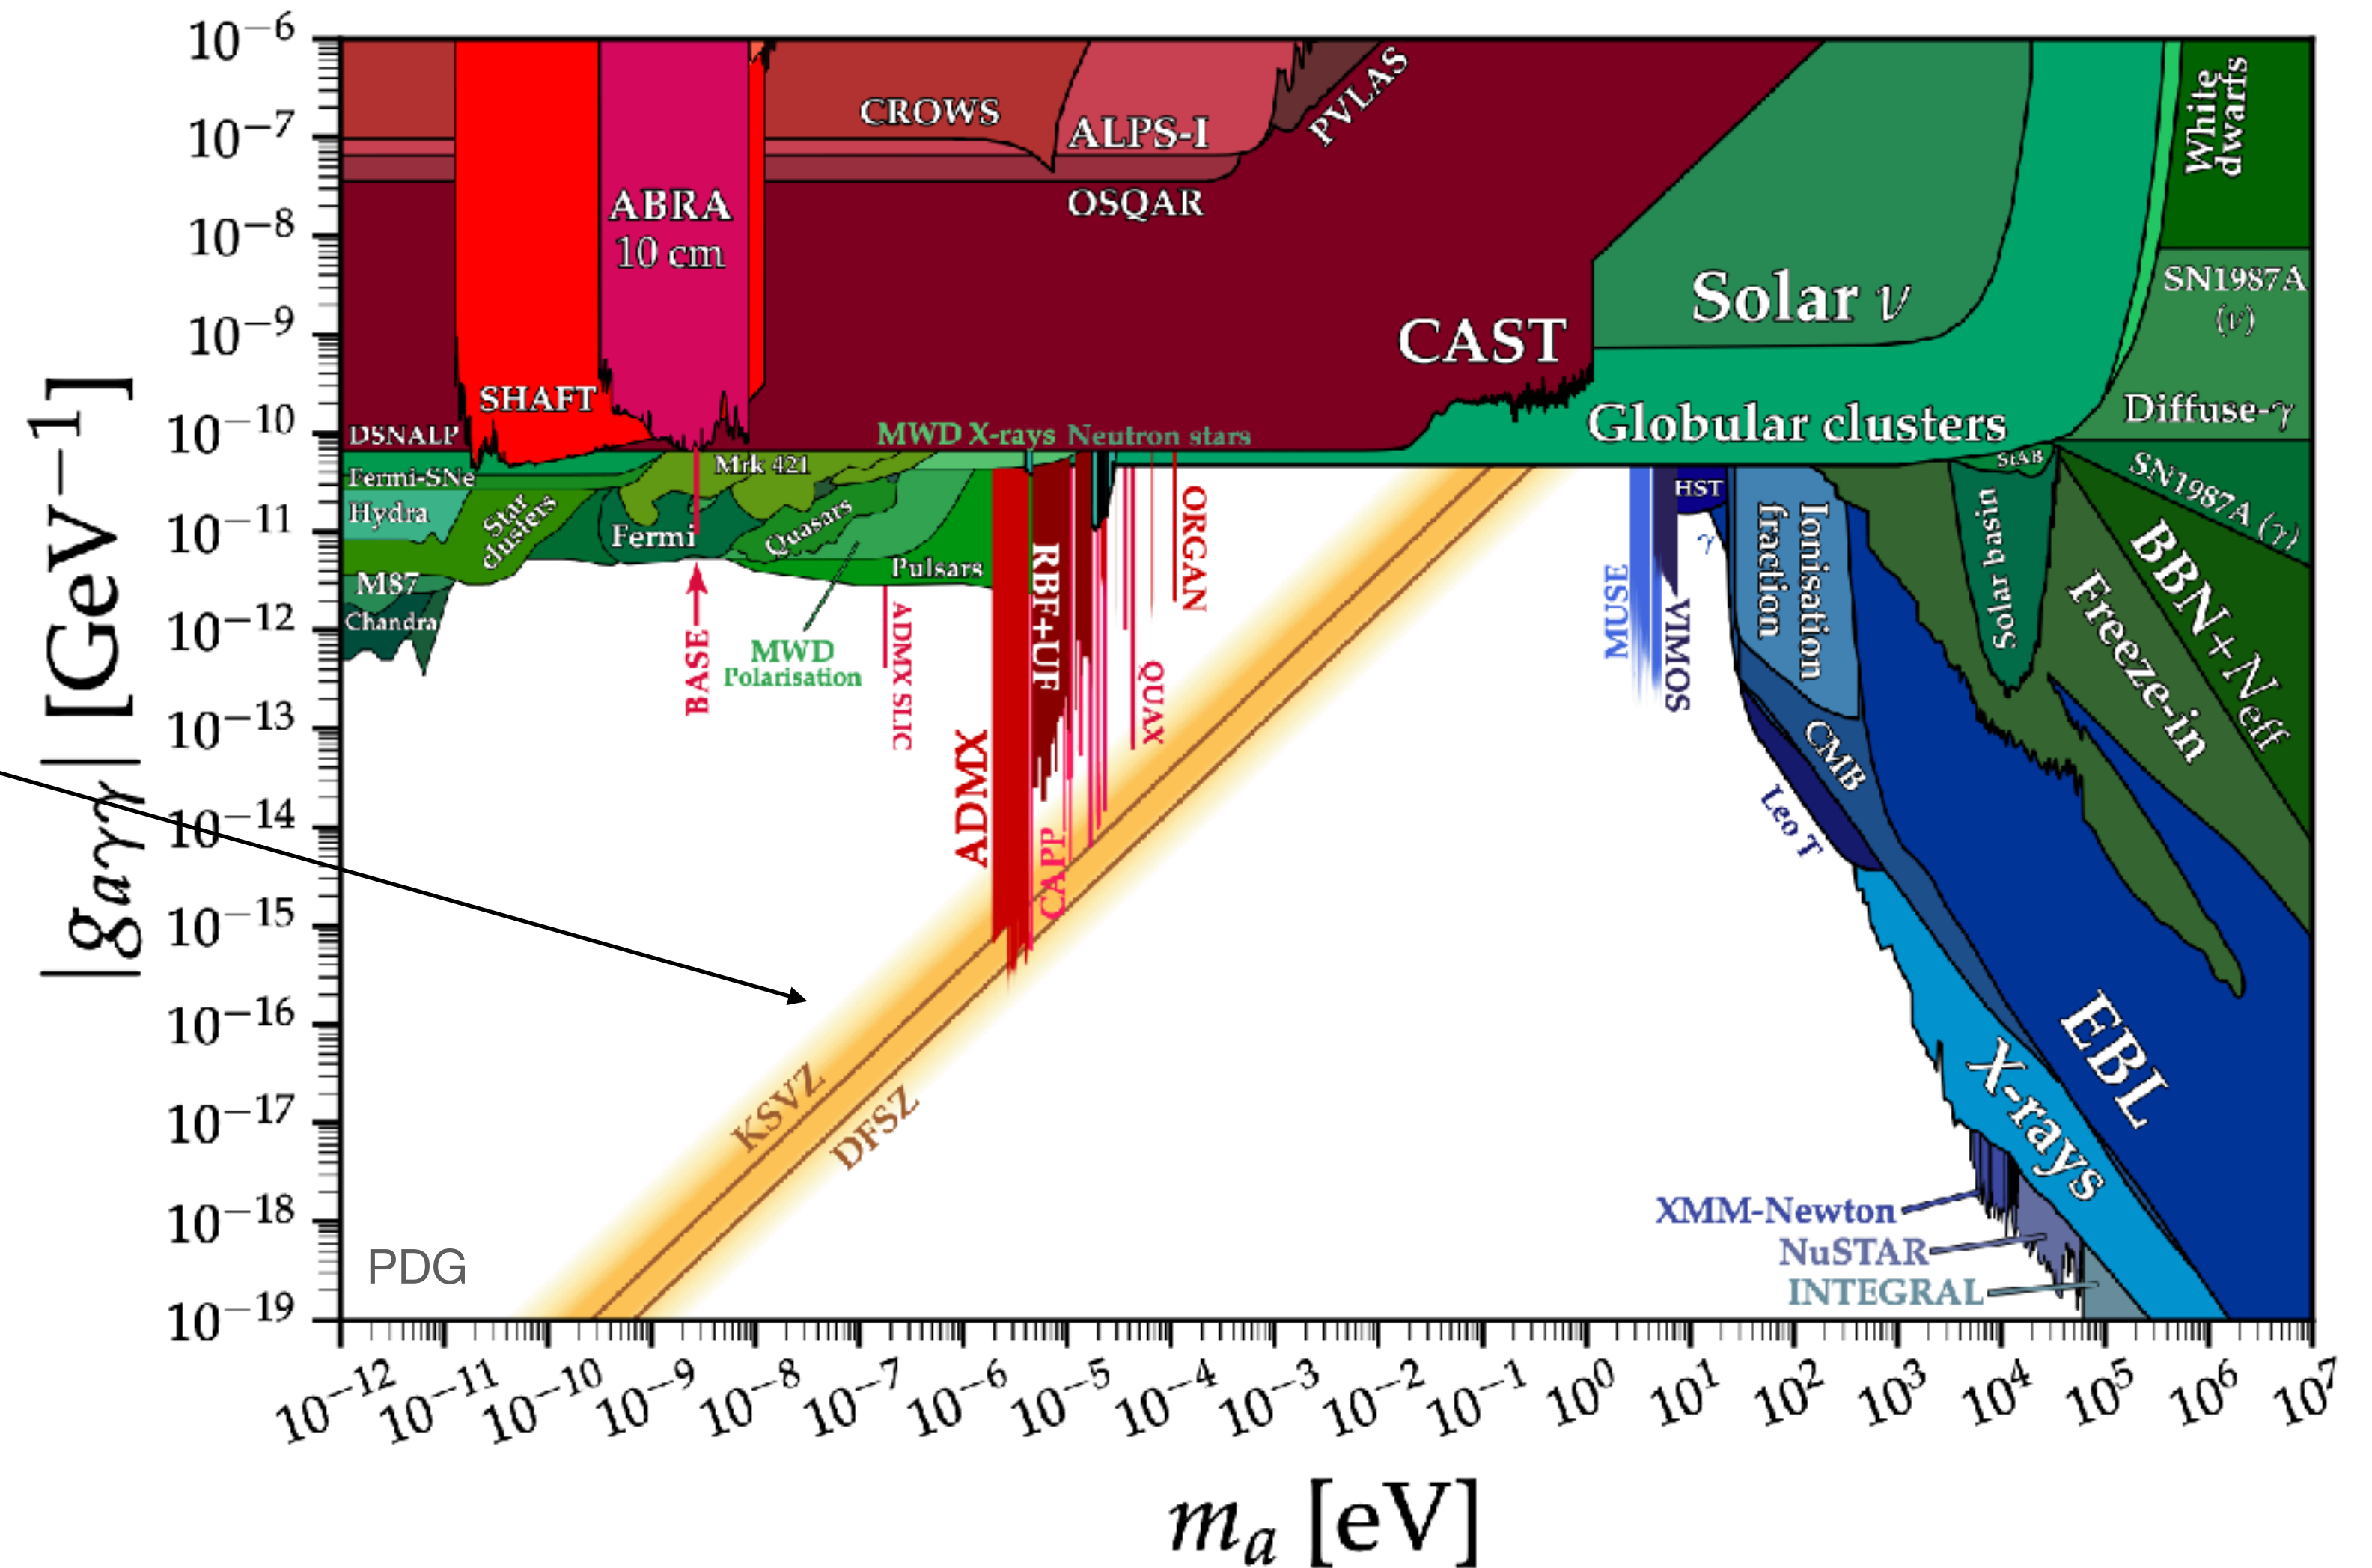 10−6
10−7
10−8
10−9
10−10
10−11
10−12
10−13
10−14
10−15
10−16
10−17
10−18
10−19
|gaγγ| [GeV−1]
CROWS
ALPS-I
PVLAS
OSQAR
ABRA
10 cm
SHAFT
CAST
Solar ν
White
dwarfs
SN1987A
(ν)
Diffuse-γ
Globular clusters
DSNALP
MWD X-rays
Neutron stars
Fermi-SNe
Mrk 421
Hydra
Star
clusters
Fermi
Quasars
Pulsars
M87
Chandra
BASE
MWD
Polarisation
ADMX SLIC
ADMX
RBF+UF
CAPP
QUAX
ORGAN
MUSE
VIMOS
HST
γ
Ionisation
fraction
StAB
Solar basin
SN1987A (γ)
BBN+Neff
Freeze-in
CMB
Leo T
EBL
X-rays
XMM-Newton
NuSTAR
INTEGRAL
KSVZ
DFSZ
PDG
10−12
10−11
10−10
10−9
10−8
10−7
10−6
10−5
10−4
10−3
10−2
10−1
100
101
102
103
104
105
106
107
ma [eV]